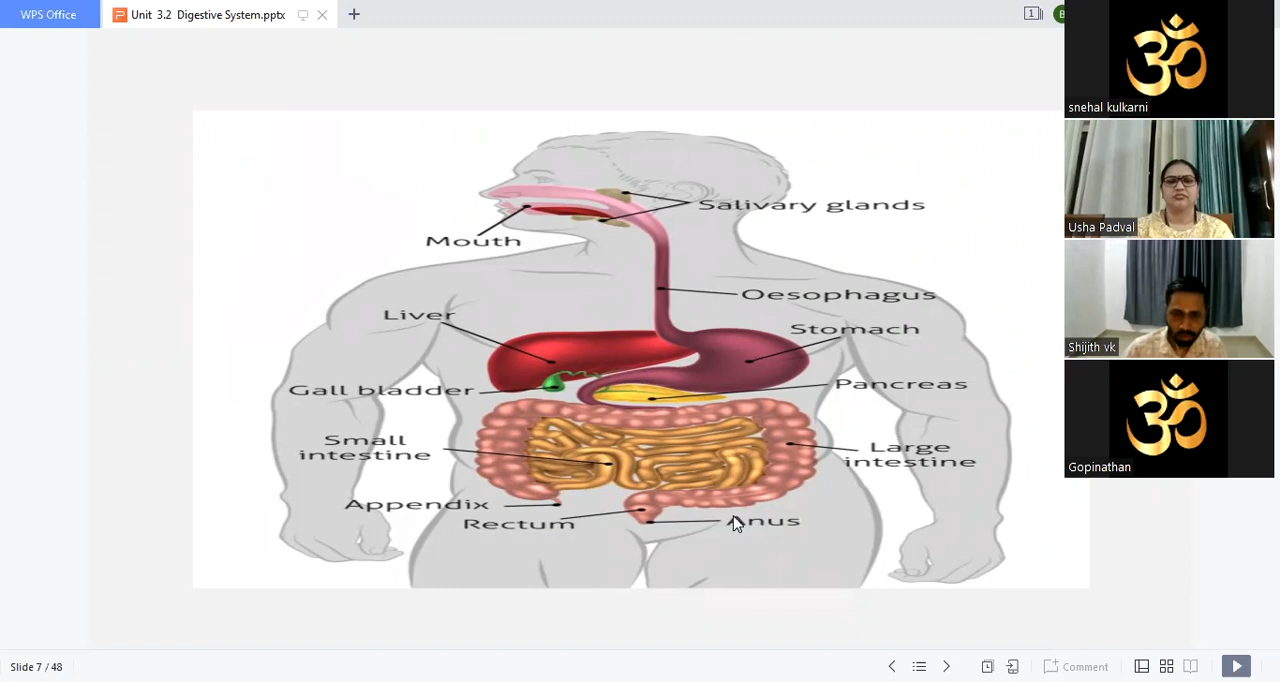 WPS Office
Unit 3.2 Digestive System.pptx
1
B
snehal kulkarni
Usha Padval
Shijith vk
Gopinathan
ॐ
ॐ
Salivary glands
Mouth
Oesophagus
Liver
Stomach
Gall bladder
Pancreas
Small
intestine
Large
intestine
Appendix
Rectum
Anus
Slide 7 / 48
Comment